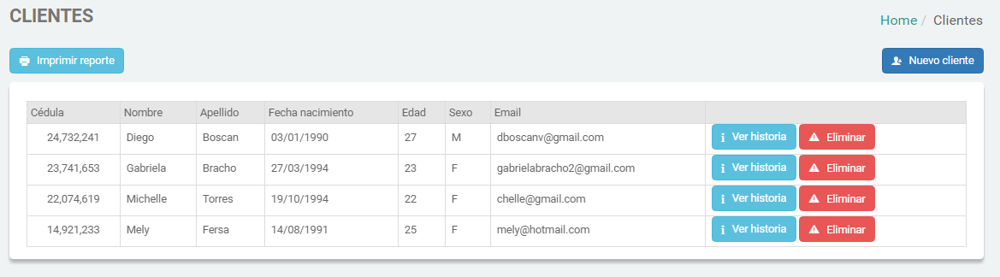 CLIENTES
Home / Clientes
Imprimir reporte
Nuevo cliente
Cédula Nombre Apellido Fecha nacimiento Edad Sexo Email
24,732,241 Diego Boscan 03/01/1990 27 M dboscanv@gmail.com Ver historia Eliminar
23,741,653 Gabriela Bracho 27/03/1994 23 F gabrielabracho2@gmail.com Ver historia Eliminar
22,074,619 Michelle Torres 19/10/1994 22 F chelle@gmail.com Ver historia Eliminar
14,921,233 Mely Fersa 14/08/1991 25 F mely@hotmail.com Ver historia Eliminar